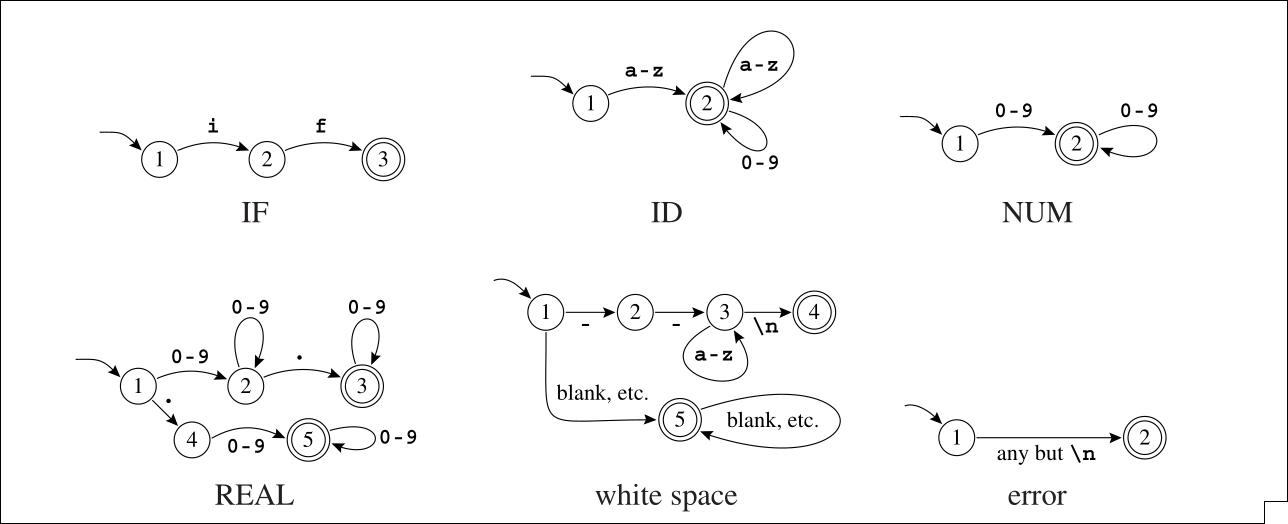 i f
1 2 3
IF
a-z a-z
1 2
0-9
ID
0-9 0-9
1 2
NUM
0-9 0-9
0-9 .
1 2 3
.
4 0-9 5 0-9
REAL
1 - 2 - 3 \n 4
a-z
blank, etc.
5 blank, etc.
white space
1 2
any but \n
error